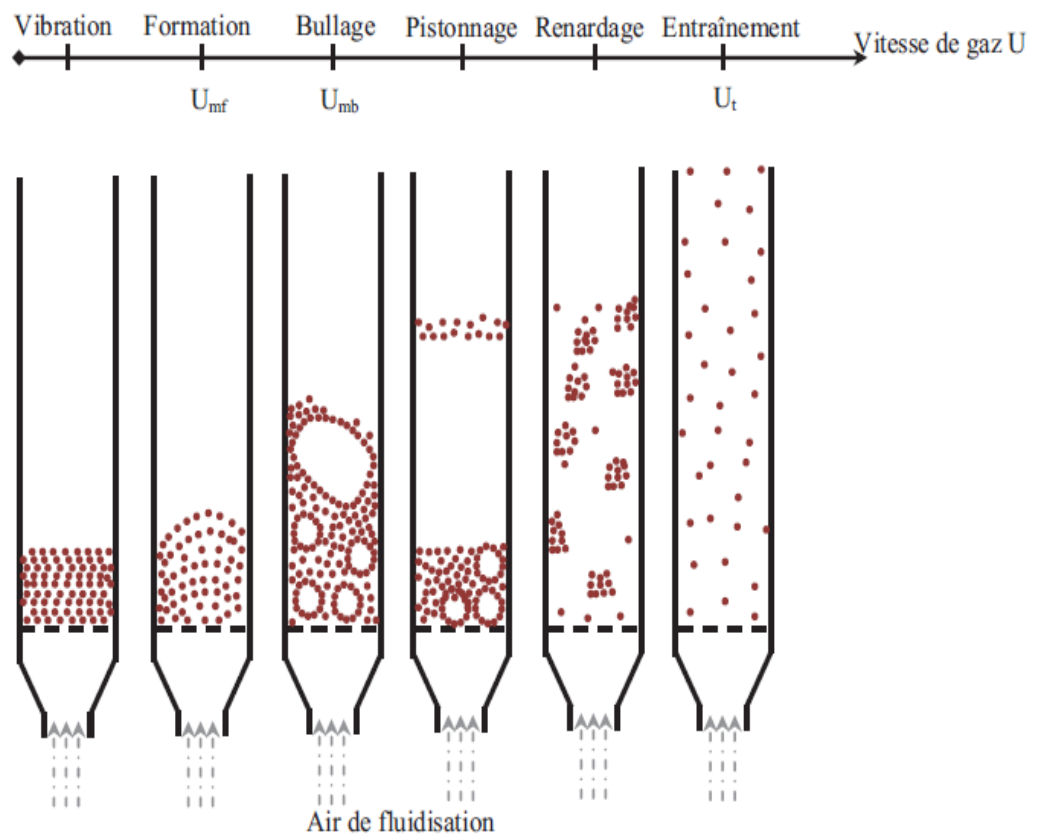 Vibration Formation Bullage Pistonnage Renardage Entraînement
Vitesse de gaz U
Umf Umb Ut
Air de fluidisation